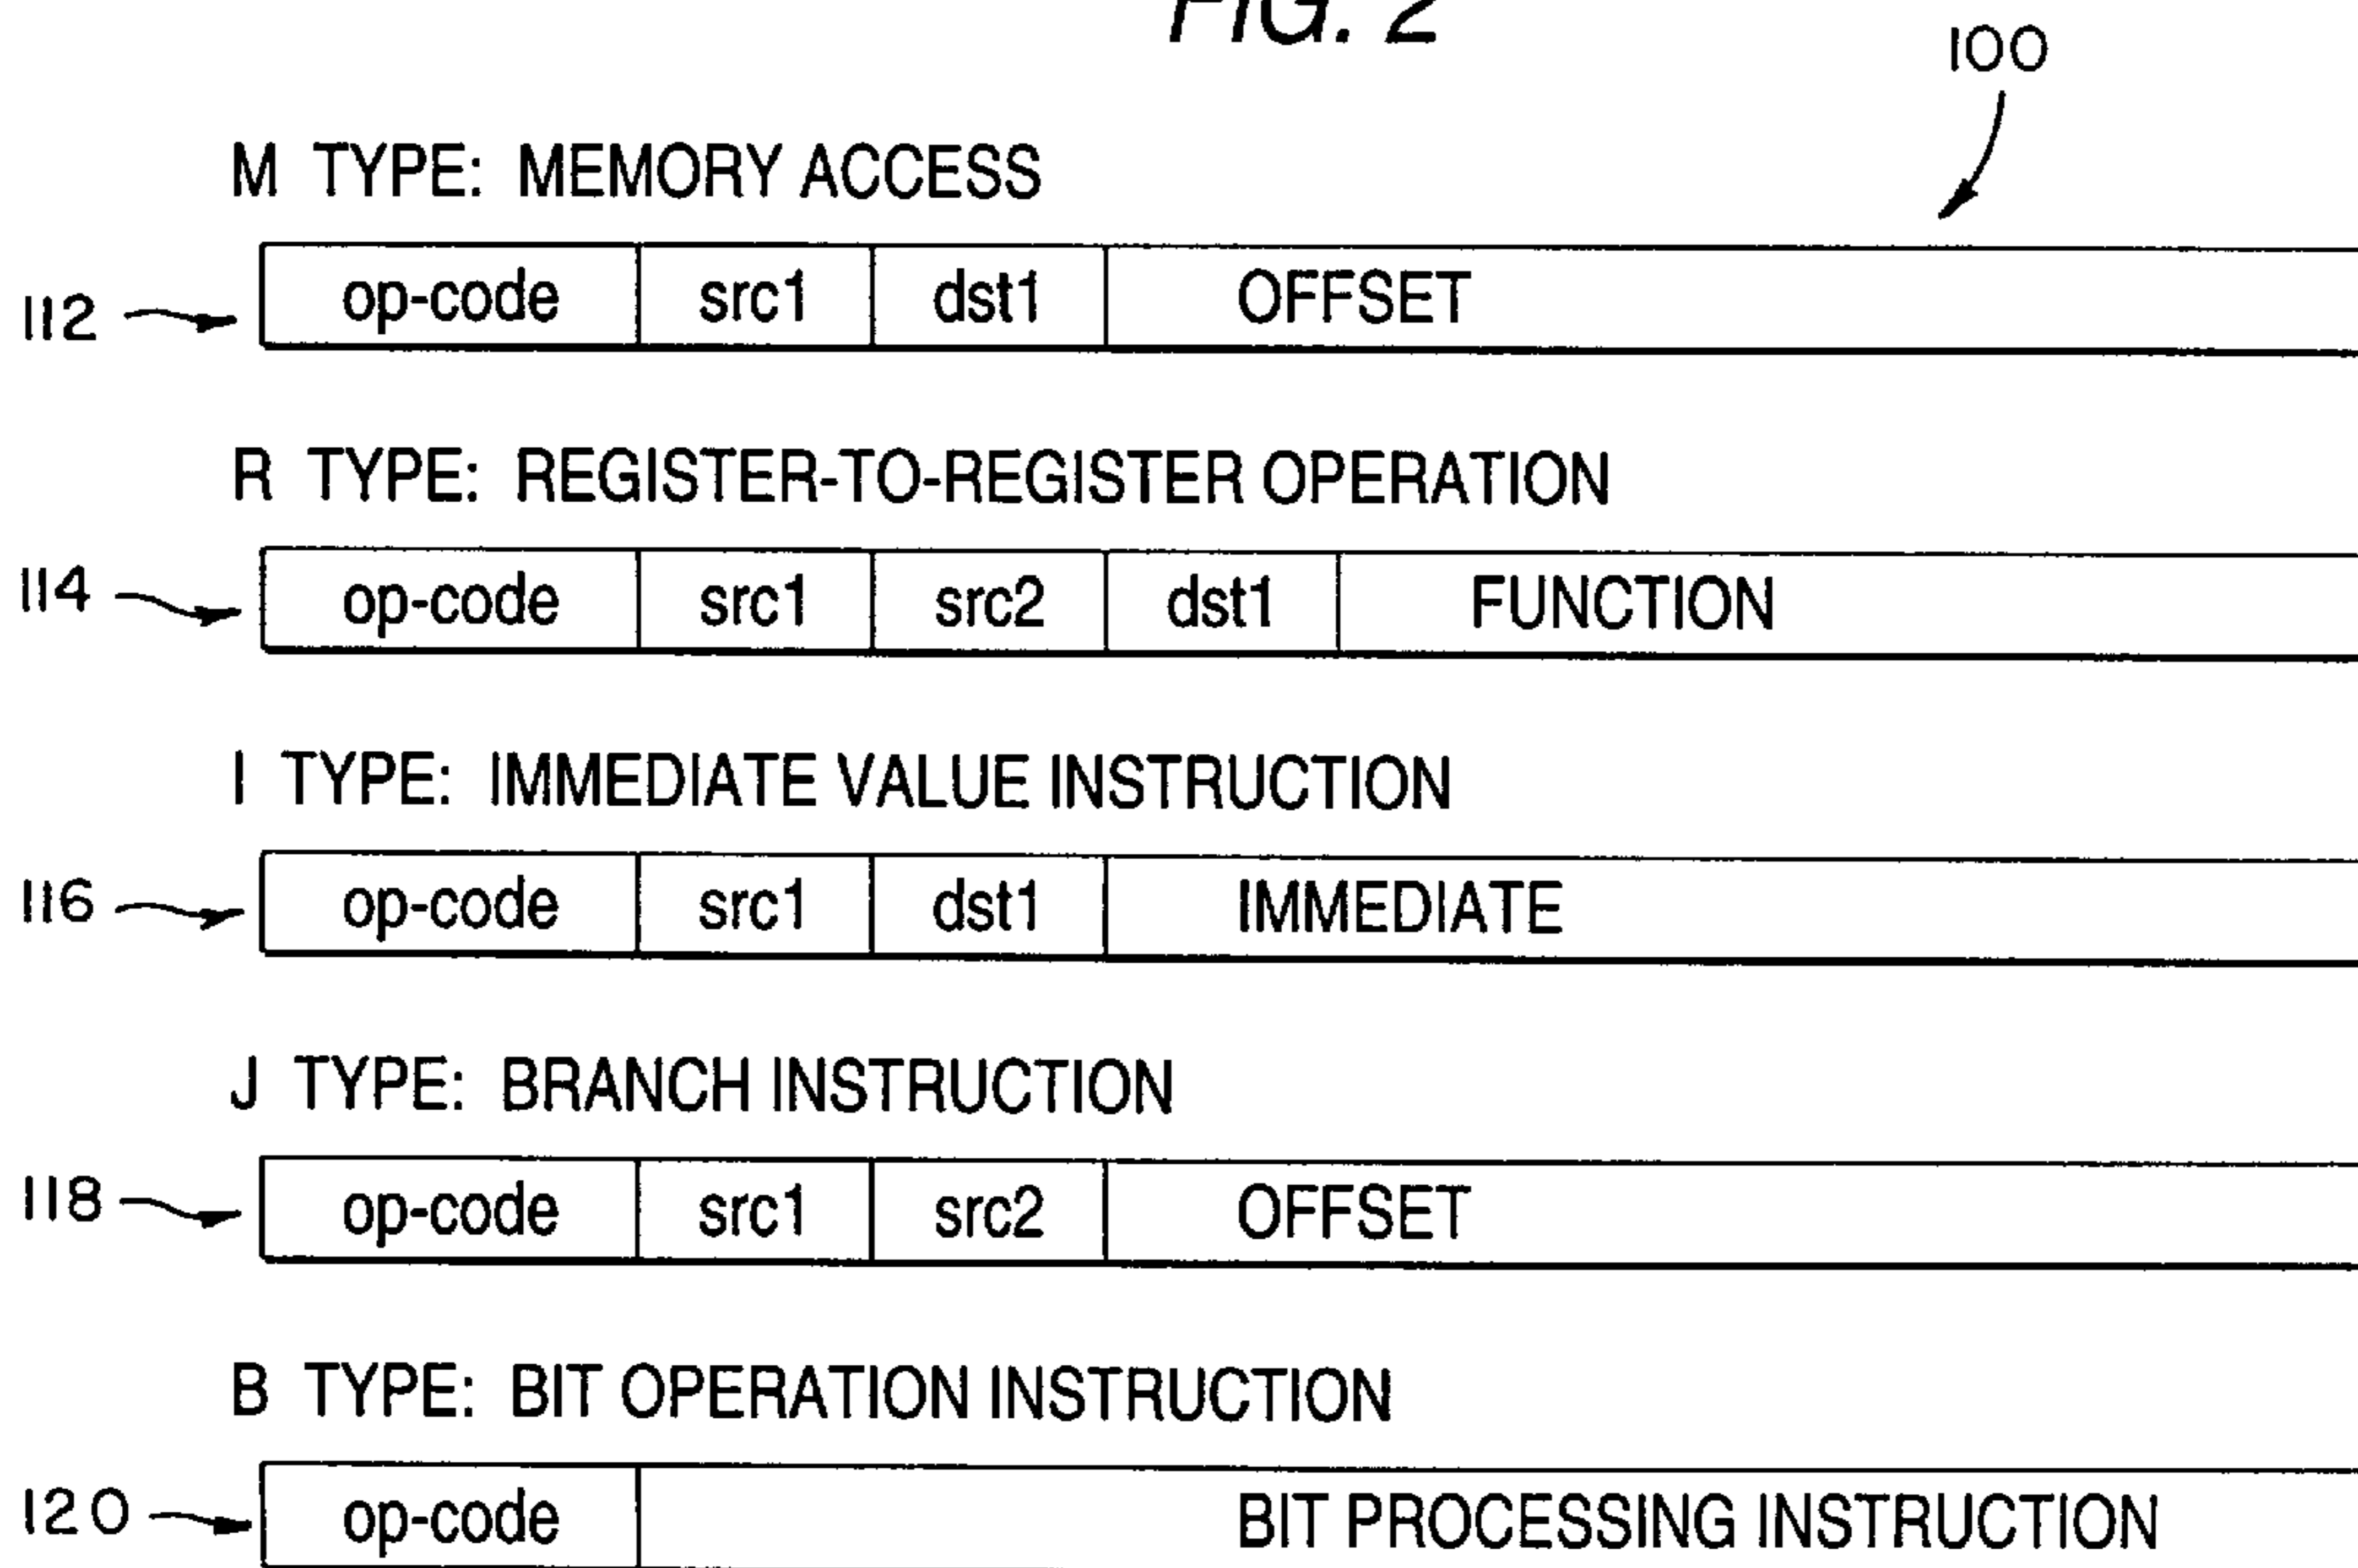 FIG. 2
100
M TYPE: MEMORY ACCESS
112 op-code src1 dst1 OFFSET
R TYPE: REGISTER-TO-REGISTER OPERATION
114 op-code src1 src2 dst1 FUNCTION
I TYPE: IMMEDIATE VALUE INSTRUCTION
116 op-code src1 dst1 IMMEDIATE
J TYPE: BRANCH INSTRUCTION
118 op-code src1 src2 OFFSET
B TYPE: BIT OPERATION INSTRUCTION
120 op-code BIT PROCESSING INSTRUCTION